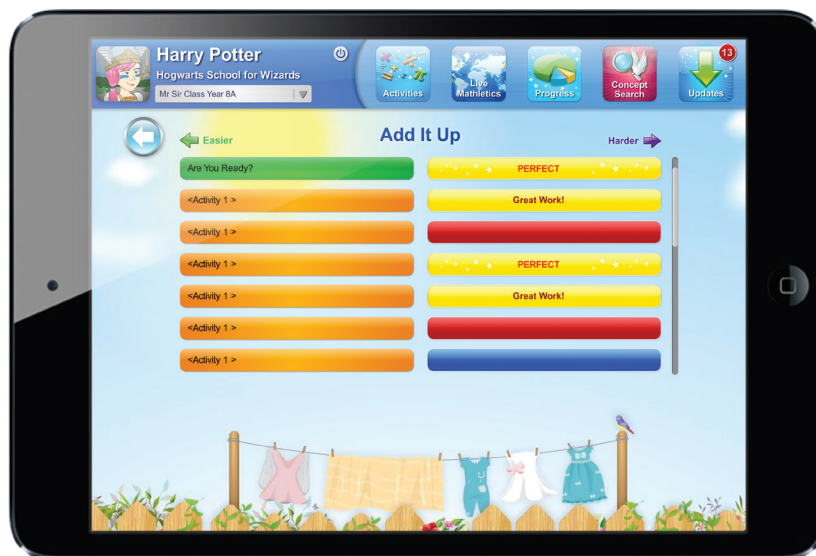 Harry Potter
Hogwarts School for Wizards
Mr Sir Class Year 8A
Activities
Live
Mathletics
Progress
Concept
Search
13
Updates
Easier
Add It Up
Harder
Are You Ready?
PERFECT
<Activity 1 >
Great Work!
<Activity 1 >
<Activity 1 >
PERFECT
<Activity 1 >
Great Work!
<Activity 1 >
<Activity 1 >